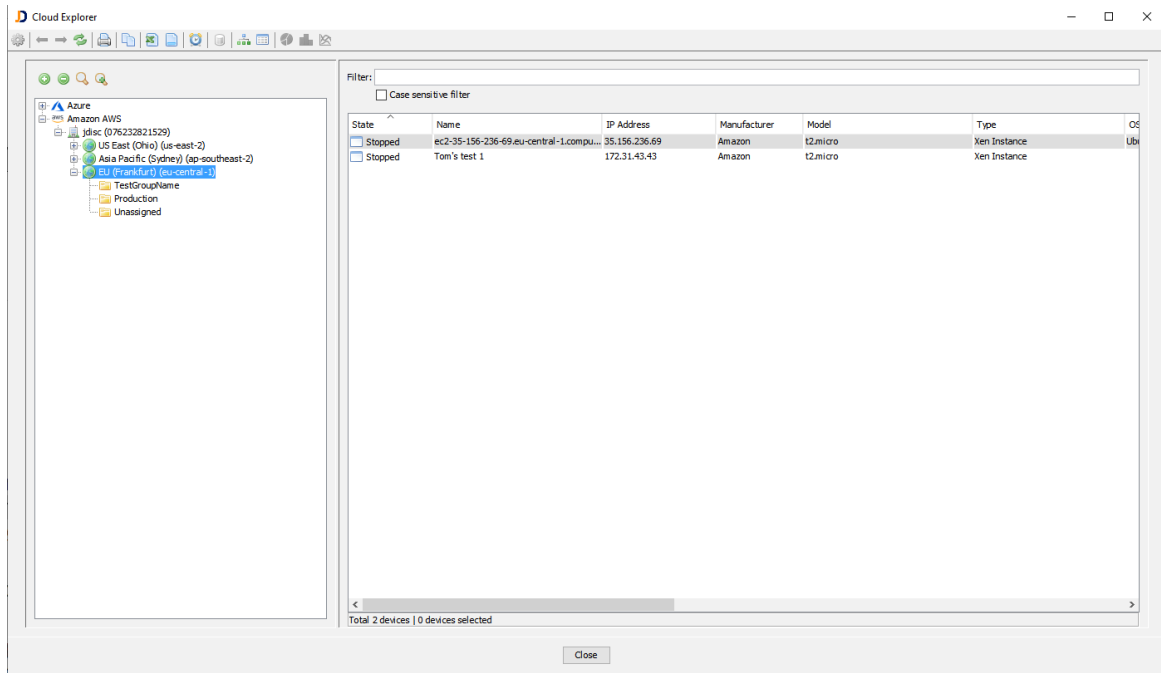 Cloud Explorer
Filter:
Case sensitive filter
Azure
aws Amazon AWS
jdisc (076232821529)
US East (Ohio) (us-east-2)
Asia Pacific (Sydney) (ap-southeast-2)
EU (Frankfurt) (eu-central-1)
TestGroupName
Production
Unassigned
State Name IP Address Manufacturer Model Type OS
Stopped ec2-35-156-236-69.eu-central-1.compu... 35.156.236.69 Amazon t2.micro Xen Instance Ubu
Stopped Tom's test 1 172.31.43.43 Amazon t2.micro Xen Instance
Total 2 devices | 0 devices selected
Close